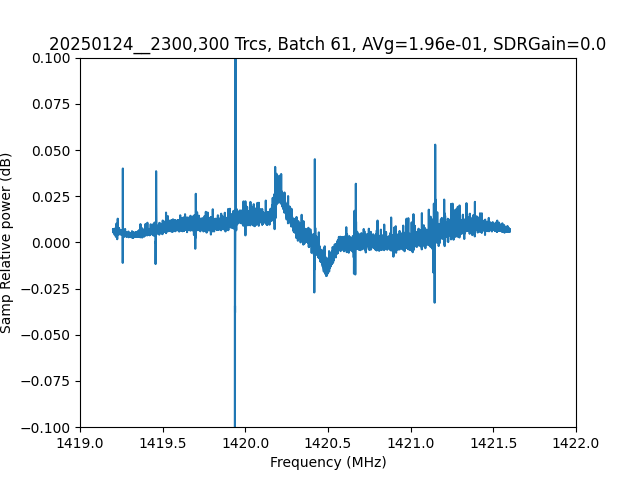 20250124__2300,300 Trcs, Batch 61, AVg=1.96e-01, SDRGain=0.0
0.100
0.075
0.050
0.025
0.000
−0.025
−0.050
−0.075
−0.100
Samp Relative power (dB)
1419.0 1419.5 1420.0 1420.5 1421.0 1421.5 1422.0
Frequency (MHz)